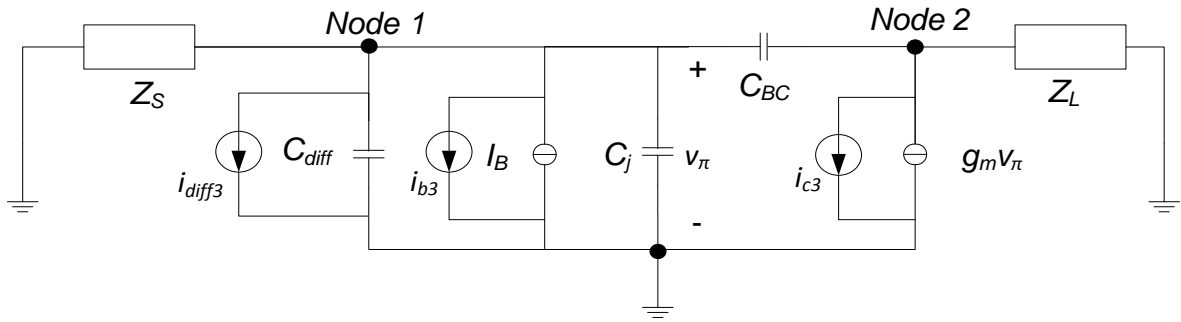 Node 1
Node 2
+
Z_S
C_BC
Z_L
i_diff3
C_diff
i_b3
I_B
C_j
v_π
i_c3
g_m v_π
-